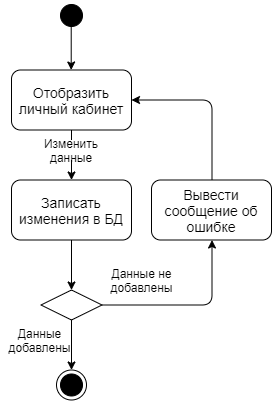 Отобразить
личный кабинет
Изменить
данные
Записать
изменения в БД
Вывести
сообщение об
ошибке
Данные не
добавлены
Данные
добавлены